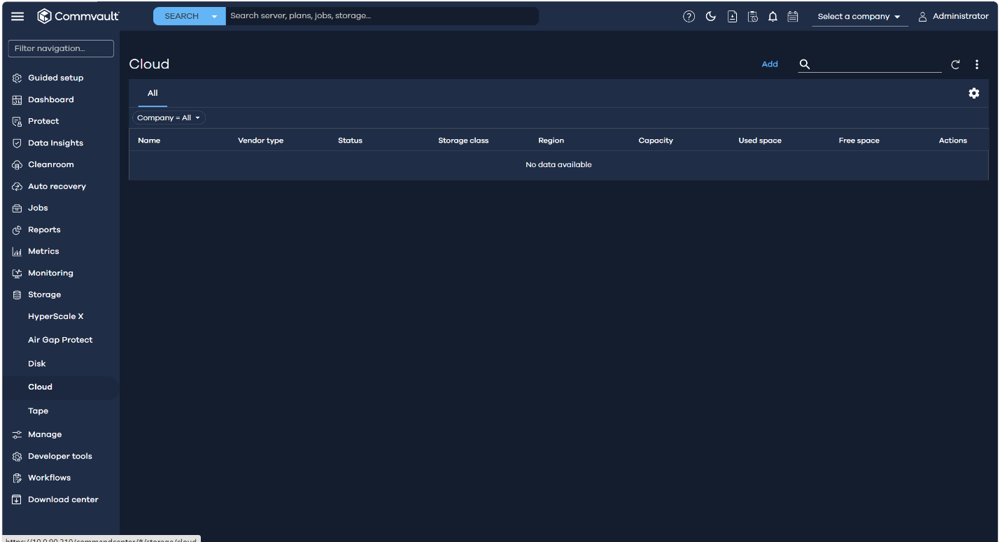 Commvault
SEARCH
Search server, plans, jobs, storage...
Select a company
Administrator
Filter navigation...
Guided setup
Dashboard
Protect
Data Insights
Cleanroom
Auto recovery
Jobs
Reports
Metrics
Monitoring
Storage
HyperScale X
Air Gap Protect
Disk
Cloud
Tape
Manage
Developer tools
Workflows
Download center
Cloud
Add
All
Company = All
Name Vendor type Status Storage class Region Capacity Used space Free space Actions
No data available
https://10.0.90.210/commandcenter/#/storage/cloud